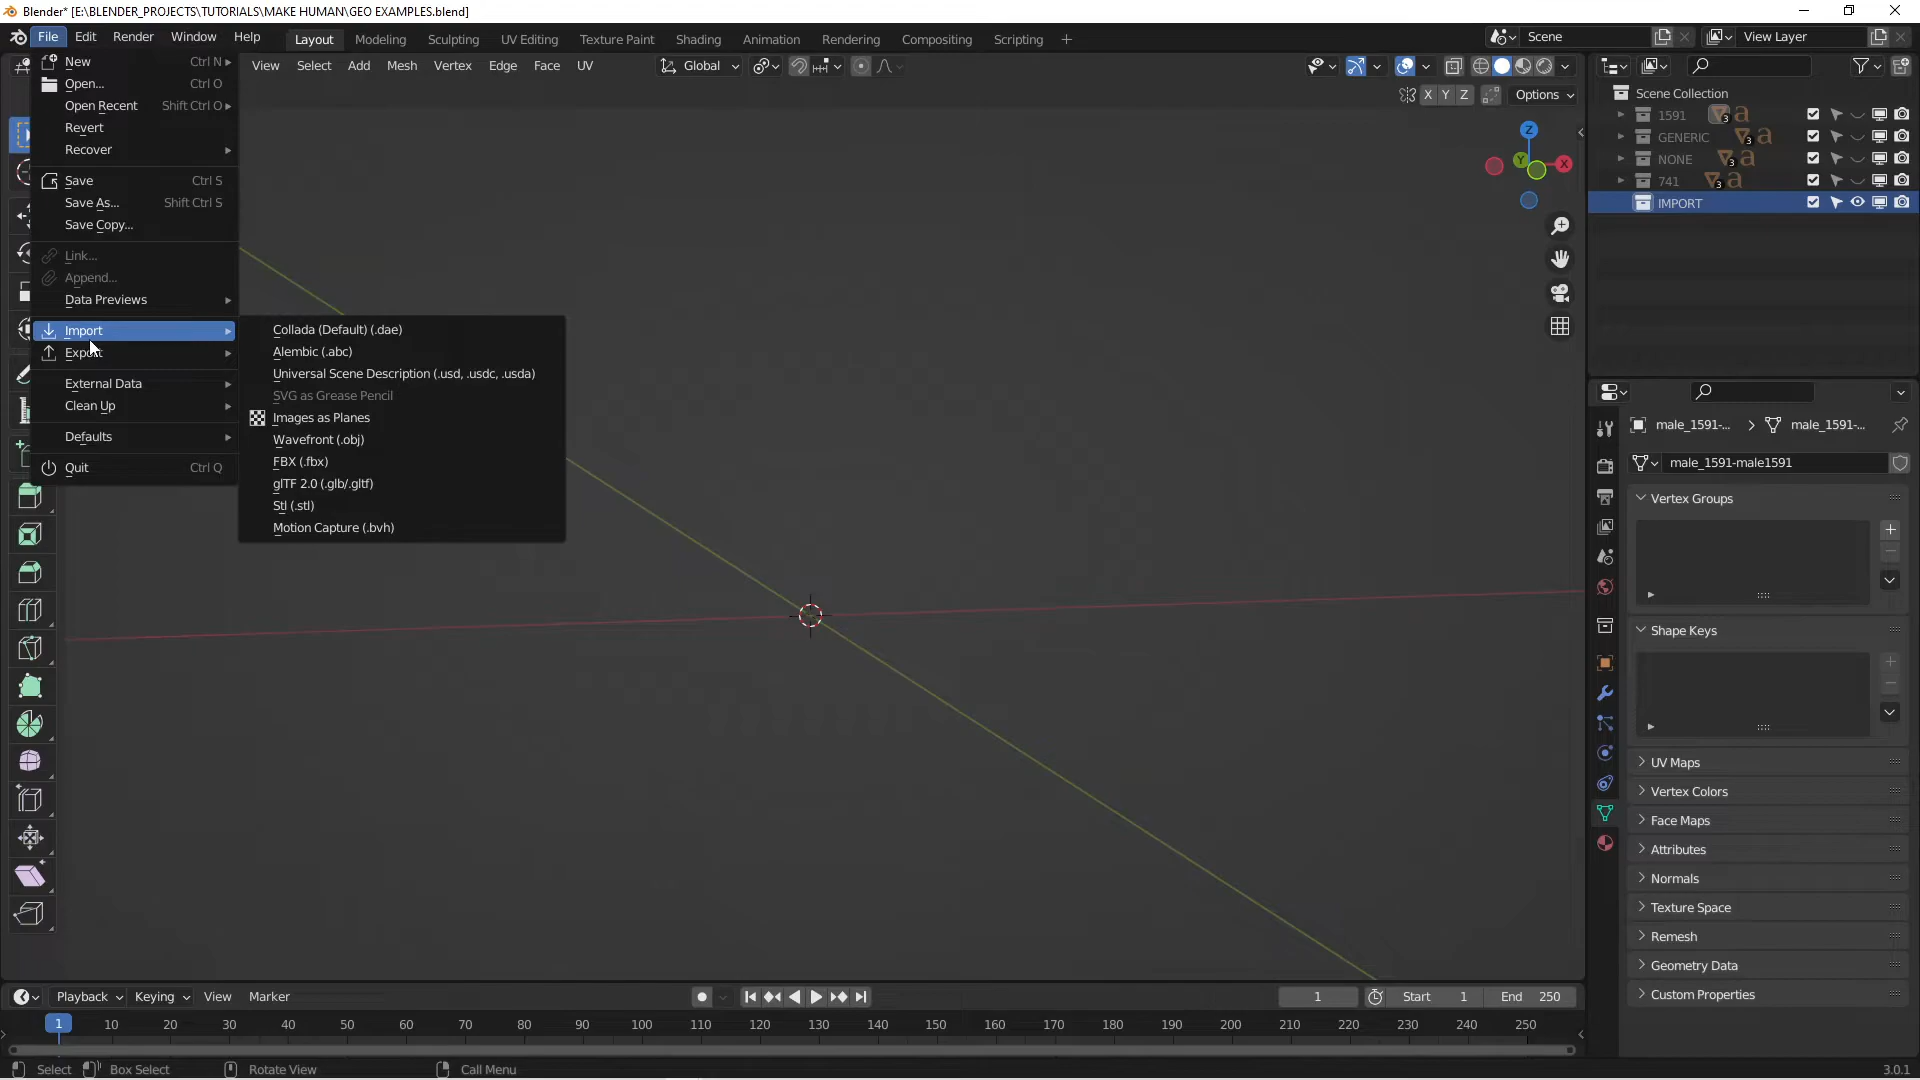 Blender* [E:\BLENDER_PROJECTS\TUTORIALS\MAKE HUMAN\GEO EXAMPLES.blend]
File Edit Render Window Help Layout Modeling Sculpting UV Editing Texture Paint Shading Animation Rendering Compositing Scripting + Scene View Layer
View Select Add Mesh Vertex Edge Face UV Global
X Y Z Options
New Ctrl N
Open... Ctrl O
Open Recent Shift Ctrl O
Revert
Recover
Save Ctrl S
Save As... Shift Ctrl S
Save Copy...
Link...
Append...
Data Previews
Import
Export
External Data
Clean Up
Defaults
Quit Ctrl Q
Collada (Default) (.dae)
Alembic (.abc)
Universal Scene Description (.usd, .usdc, .usda)
SVG as Grease Pencil
Images as Planes
Wavefront (.obj)
FBX (.fbx)
glTF 2.0 (.glb/.gltf)
Stl (.stl)
Motion Capture (.bvh)
Z
Y X
Scene Collection
1591 3
GENERIC 3
NONE 3
741 3
IMPORT
male_1591-... > male_1591-...
male_1591-male1591
Vertex Groups
Shape Keys
UV Maps
Vertex Colors
Face Maps
Attributes
Normals
Texture Space
Remesh
Geometry Data
Custom Properties
Playback Keying View Marker 1 Start 1 End 250
1 10 20 30 40 50 60 70 80 90 100 110 120 130 140 150 160 170 180 190 200 210 220 230 240 250
Select Box Select Rotate View Call Menu 3.0.1